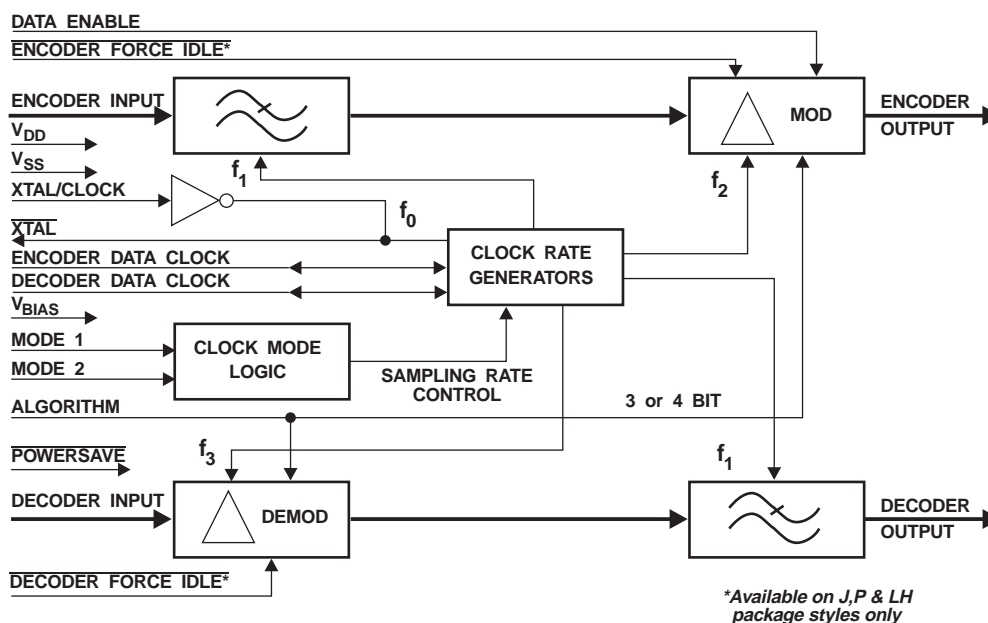 DATA ENABLE
ENCODER FORCE IDLE*
ENCODER INPUT
MOD
ENCODER
OUTPUT
VDD
VSS
XTAL/CLOCK
f1
f0
f2
XTAL
ENCODER DATA CLOCK
DECODER DATA CLOCK
CLOCK RATE
GENERATORS
VBIAS
MODE 1
MODE 2
CLOCK MODE
LOGIC
SAMPLING RATE
CONTROL
ALGORITHM
3 or 4 BIT
POWERSAVE
f3
f1
DECODER INPUT
DEMOD
DECODER
OUTPUT
DECODER FORCE IDLE*
*Available on J,P & LH
package styles only